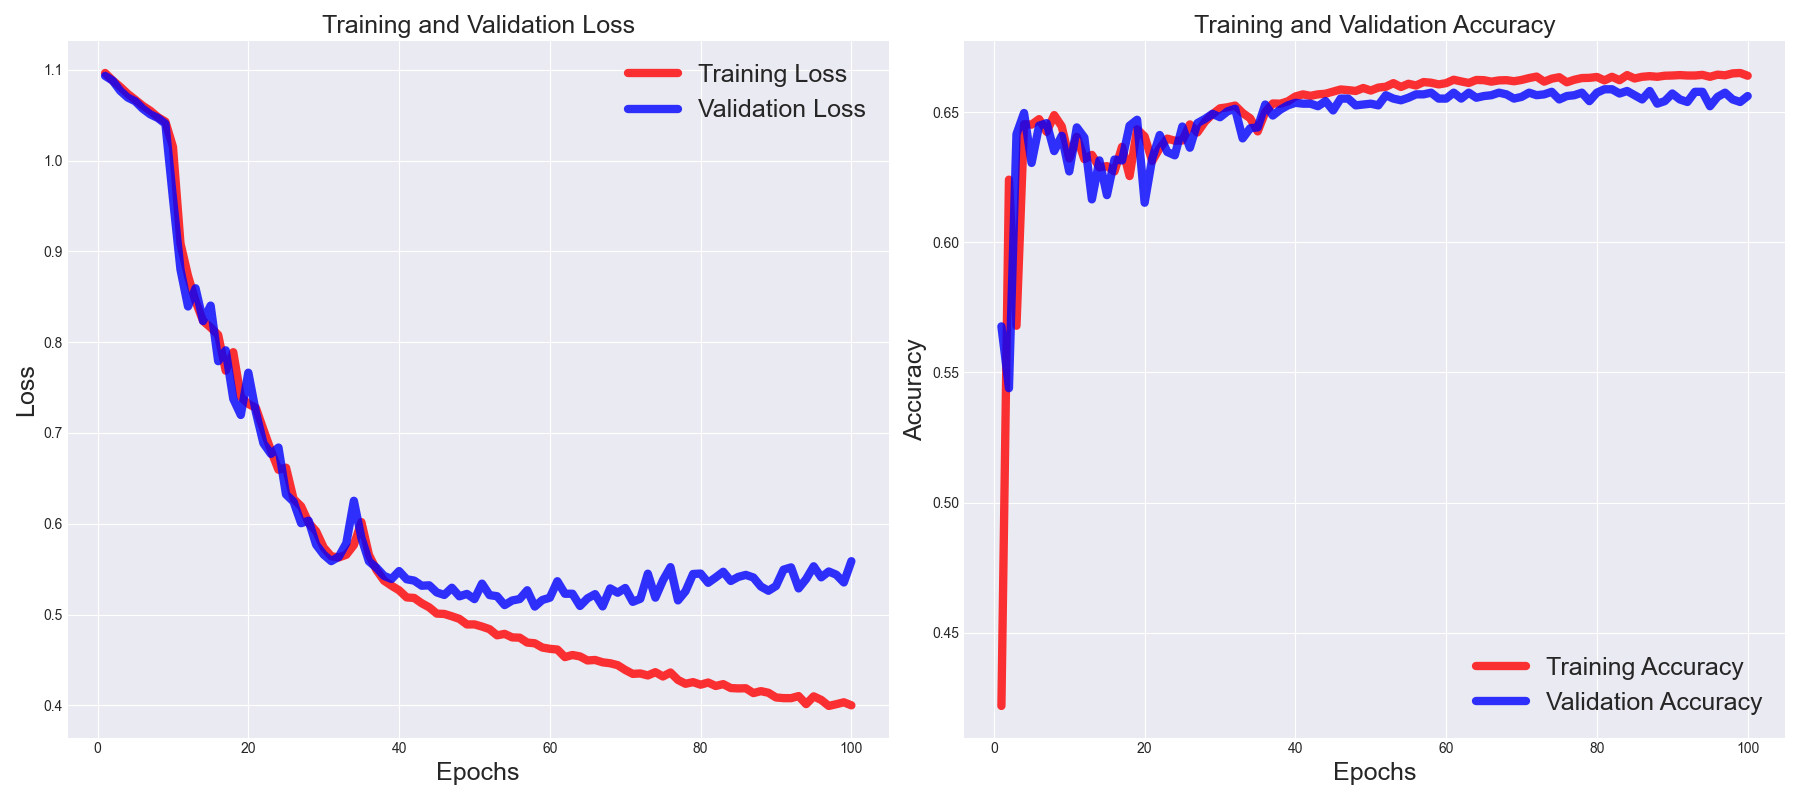 Training and Validation Loss
Training Loss
Validation Loss
1.1
1.0
0.9
0.8
0.7
0.6
0.5
0.4
Loss
0 20 40 60 80 100
Epochs
Training and Validation Accuracy
0.65
0.60
0.55
0.50
0.45
Accuracy
Training Accuracy
Validation Accuracy
0 20 40 60 80 100
Epochs